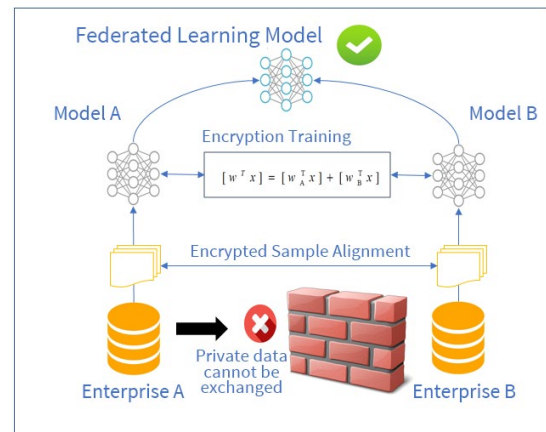 Federated Learning Model
Model A
Model B
Encryption Training
[w^T x] = [w_A^T x] + [w_B^T x]
Encrypted Sample Alignment
Private data
cannot be
exchanged
Enterprise A
Enterprise B